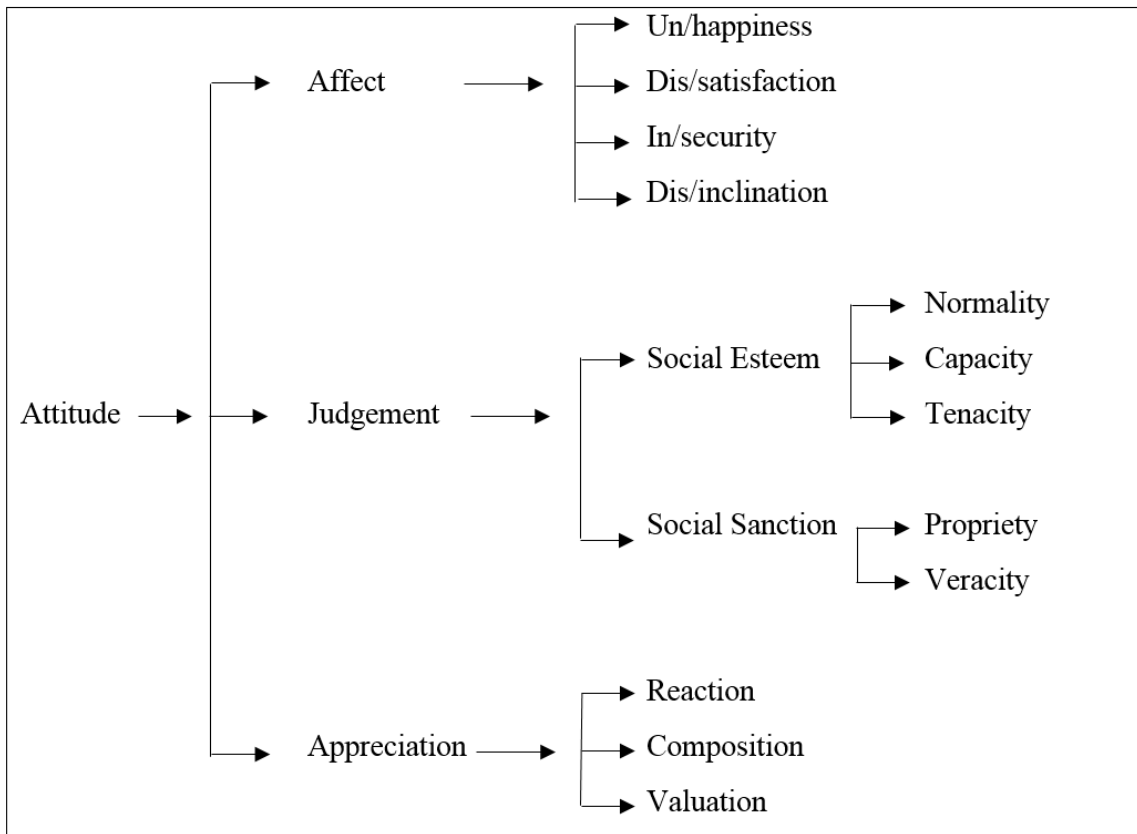 Un/happiness
Affect
Dis/satisfaction
In/security
Dis/inclination
Normality
Social Esteem
Capacity
Attitude
Judgement
Tenacity
Social Sanction
Propriety
Veracity
Reaction
Appreciation
Composition
Valuation